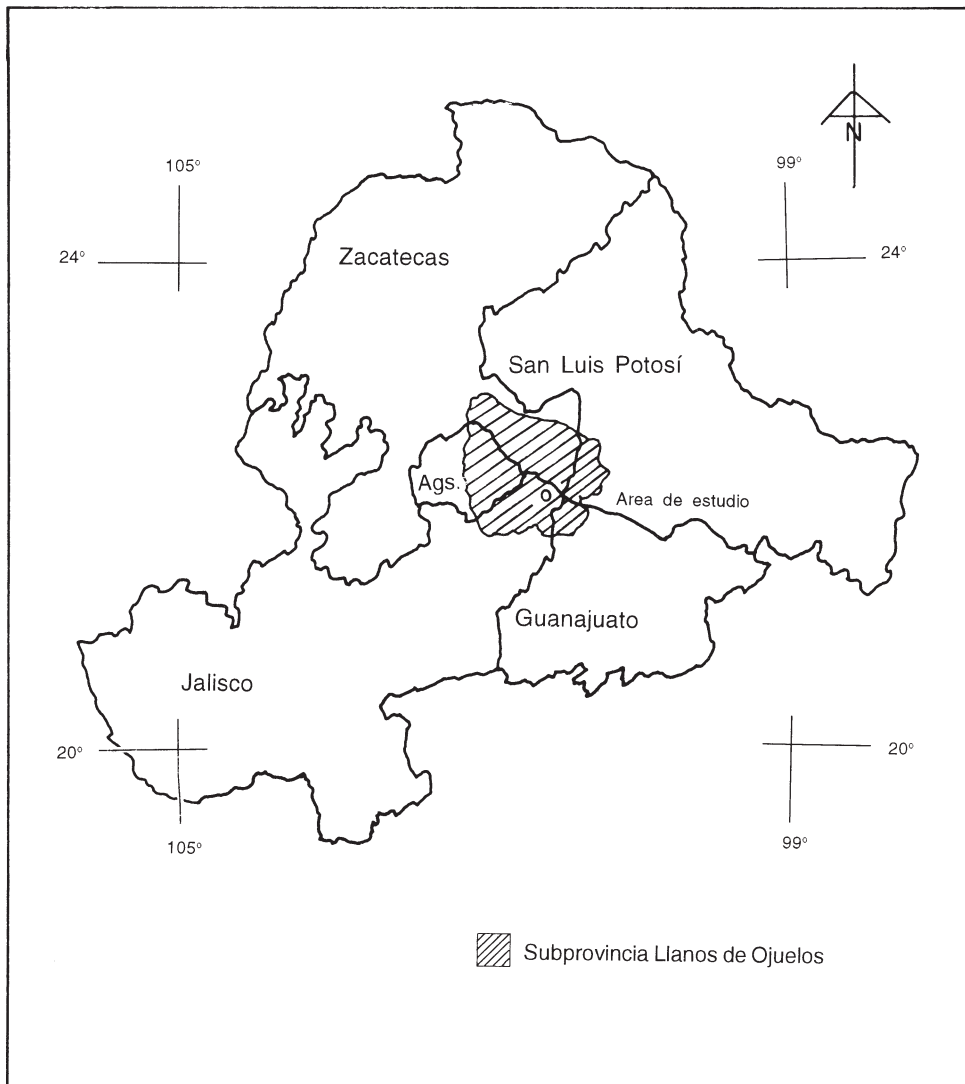 N
105°
99°
24°
24°
Zacatecas
San Luis Potosí
Ags.
Area de estudio
Guanajuato
Jalisco
20°
20°
105°
99°
Subprovincia Llanos de Ojuelos